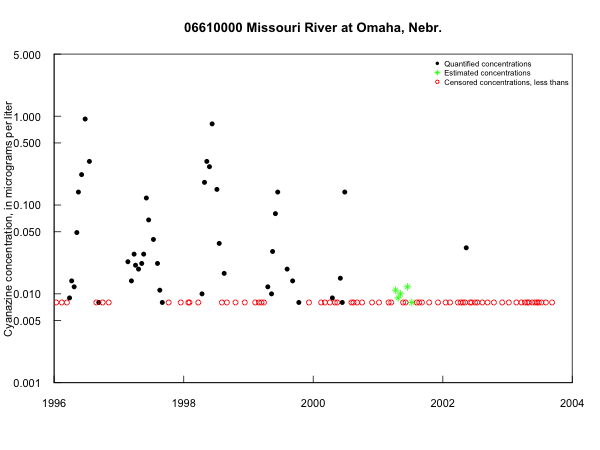 06610000 Missouri River at Omaha, Nebr.
Quantified concentrations
Estimated concentrations
Censored concentrations, less thans
Cyanazine concentration, in micrograms per liter
5.000
1.000
0.500
0.100
0.050
0.010
0.005
0.001
1996
1998
2000
2002
2004